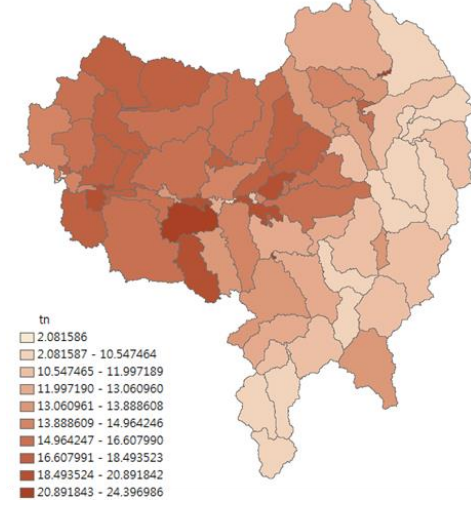 tn
2.081586
2.081587 - 10.547464
10.547465 - 11.997189
11.997190 - 13.060960
13.060961 - 13.888608
13.888609 - 14.964246
14.964247 - 16.607990
16.607991 - 18.493523
18.493524 - 20.891842
20.891843 - 24.396986